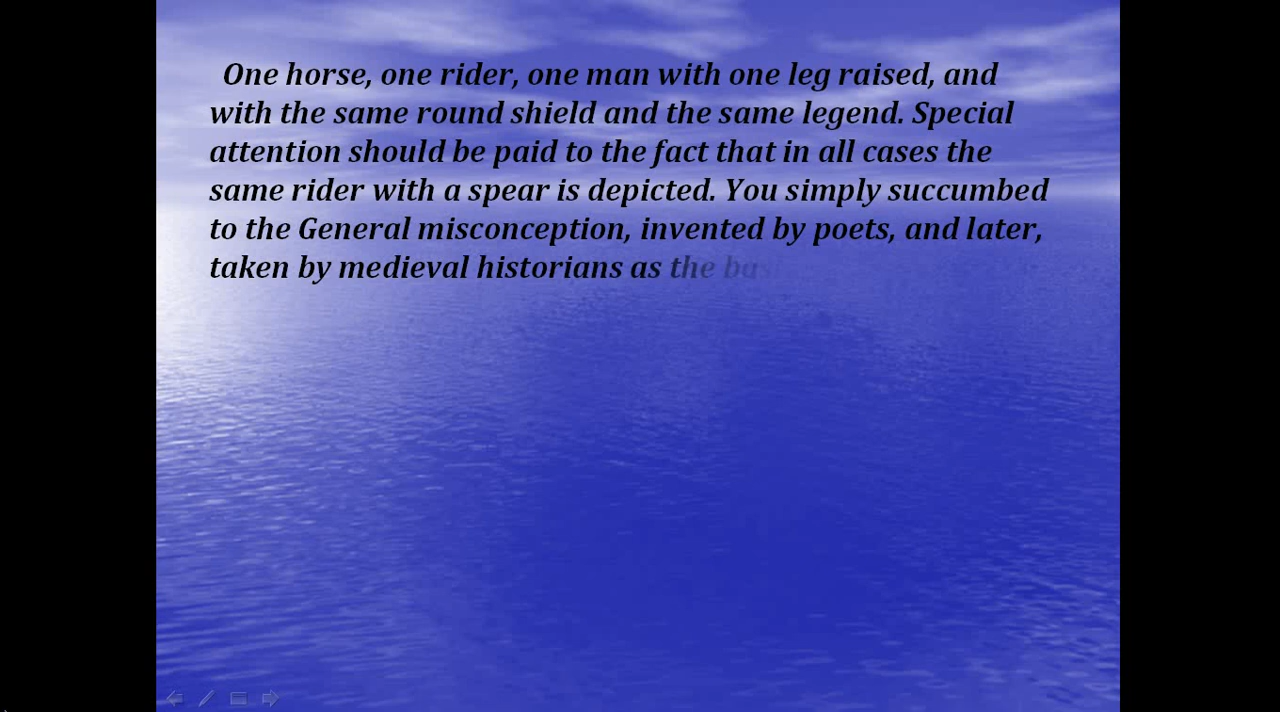 One horse, one rider, one man with one leg raised, and
with the same round shield and the same legend. Special
attention should be paid to the fact that in all cases the
same rider with a spear is depicted. You simply succumbed
to the General misconception, invented by poets, and later,
taken by medieval historians as the